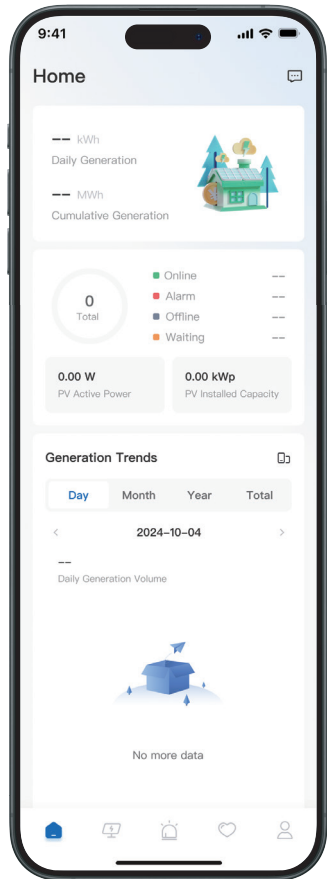 9:41
Home
-- kWh
Daily Generation
-- MWh
Cumulative Generation
0
Total
Online --
Alarm --
Offline --
Waiting --
0.00 W
PV Active Power
0.00 kWp
PV Installed Capacity
Generation Trends
Day Month Year Total
< 2024-10-04 >
--
Daily Generation Volume
No more data